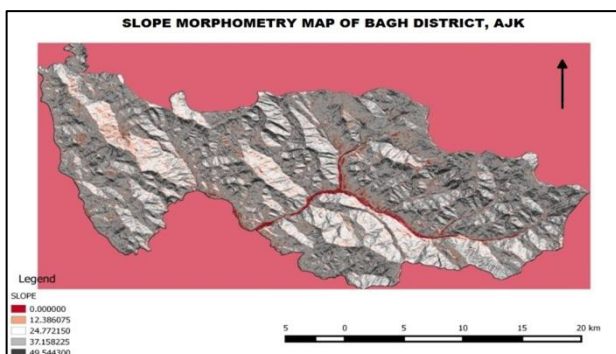 SLOPE MORPHOMETRY MAP OF BAGH DISTRICT, AJK
Legend
SLOPE
0.000000
12.386075
24.772150
37.158225
49.544300
5 0 5 10 15 20 km